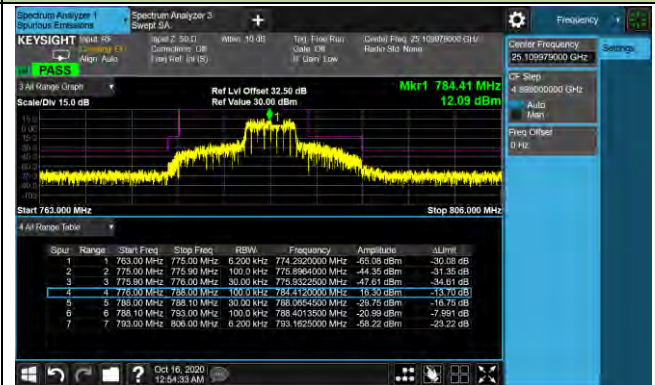 Spectrum Analyzer 1
Spurious Emissions
Spectrum Analyzer 3
Swept SA
+
Frequency
KEYSIGHT Input: RF
Align: Auto
Input Z: 50 Ω
Corrections: Off
Freq Ref: Int (S)
Atten: 10 dB
Trig: Free Run
Gate: Off
IF Gain: Low
Center Freq: 25.109979000 GHz
Radio Std: None
PASS
Center Frequency
25.109979000 GHz
Settings
CF Step
4.898000000 GHz
Auto
Man
Freq Offset
0 Hz
3 All Range Graph
Scale/Div 15.0 dB
Ref Lvl Offset 32.50 dB
Ref Value 30.00 dBm
Mkr1 784.41 MHz
12.09 dBm
1
Start 763.000 MHz
Stop 806.000 MHz
4 All Range Table
Spur Range Start Freq Stop Freq RBW Frequency Amplitude ΔLimit
1 1 763.00 MHz 775.00 MHz 6.200 kHz 774.2920000 MHz -65.08 dBm -30.08 dB
2 2 775.00 MHz 775.90 MHz 100.0 kHz 775.8964000 MHz -44.35 dBm -31.35 dB
3 3 775.90 MHz 776.00 MHz 30.00 kHz 775.9322500 MHz -47.61 dBm -34.61 dB
4 4 776.00 MHz 788.00 MHz 100.0 kHz 784.4120000 MHz 16.30 dBm -13.70 dB
5 5 788.00 MHz 788.10 MHz 30.00 kHz 788.0654500 MHz -29.75 dBm -16.75 dB
6 6 788.10 MHz 793.00 MHz 100.0 kHz 788.4013500 MHz -20.99 dBm -7.991 dB
7 7 793.00 MHz 806.00 MHz 6.200 kHz 793.1625000 MHz -58.22 dBm -23.22 dB
Oct 16, 2020
12:54:33 AM